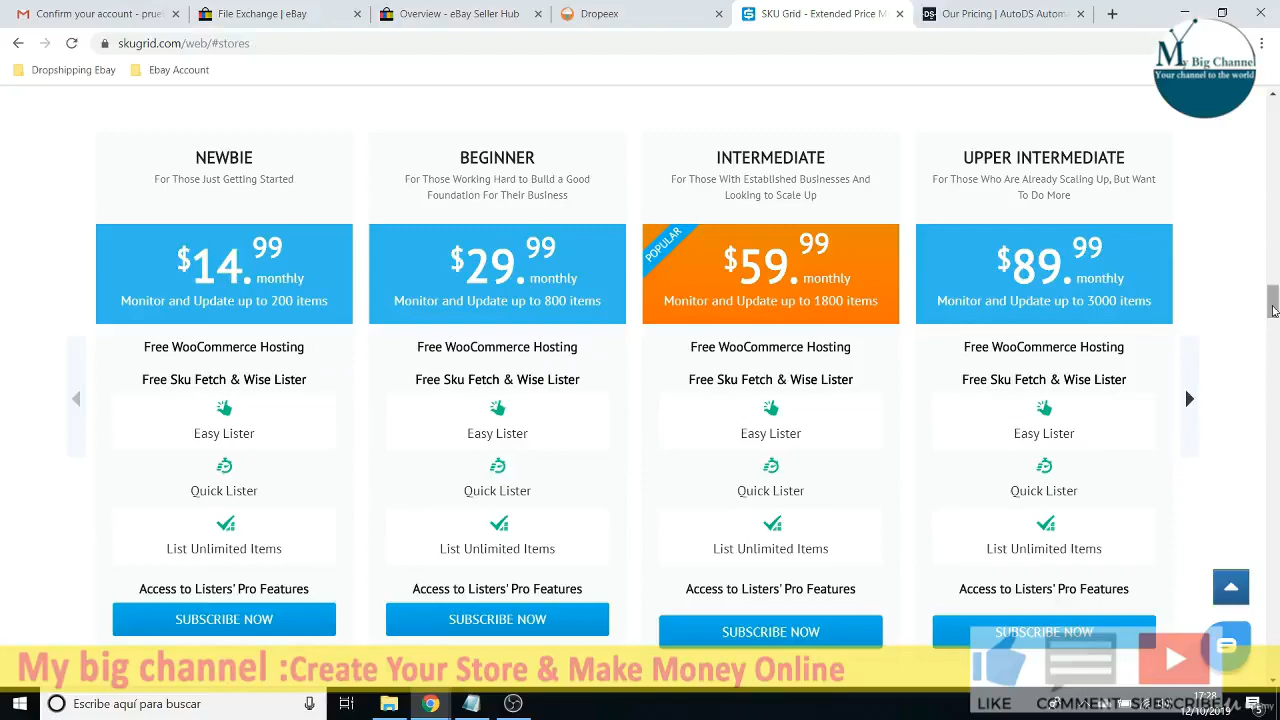 Confirm your account - prueba
Fixing Challenge | eBay
Overview - eBay Seller Hub
Dropeex
SKU Grid - Extended Price M
Our Pricing | AutoDS Autom
skugrid.com/web/#stores
Dropshipping Ebay
Ebay Account
My Big Channel
Your channel to the world
NEWBIE
For Those Just Getting Started
$14.99 monthly
Monitor and Update up to 200 items
Free WooCommerce Hosting
Free Sku Fetch & Wise Lister
Easy Lister
Quick Lister
List Unlimited Items
Access to Listers' Pro Features
SUBSCRIBE NOW
BEGINNER
For Those Working Hard to Build a Good
Foundation For Their Business
$29.99 monthly
Monitor and Update up to 800 items
Free WooCommerce Hosting
Free Sku Fetch & Wise Lister
Easy Lister
Quick Lister
List Unlimited Items
Access to Listers' Pro Features
SUBSCRIBE NOW
INTERMEDIATE
For Those With Established Businesses And
Looking to Scale Up
POPULAR
$59.99 monthly
Monitor and Update up to 1800 items
Free WooCommerce Hosting
Free Sku Fetch & Wise Lister
Easy Lister
Quick Lister
List Unlimited Items
Access to Listers' Pro Features
SUBSCRIBE NOW
UPPER INTERMEDIATE
For Those Who Are Already Scaling Up, But Want
To Do More
$89.99 monthly
Monitor and Update up to 3000 items
Free WooCommerce Hosting
Free Sku Fetch & Wise Lister
Easy Lister
Quick Lister
List Unlimited Items
Access to Listers' Pro Features
SUBSCRIBE NOW
My big channel :Create Your Store & Make Money Online
LIKE COMMENT SUBSCRIBE
Escribe aquí para buscar
17:28
12/10/2019
5